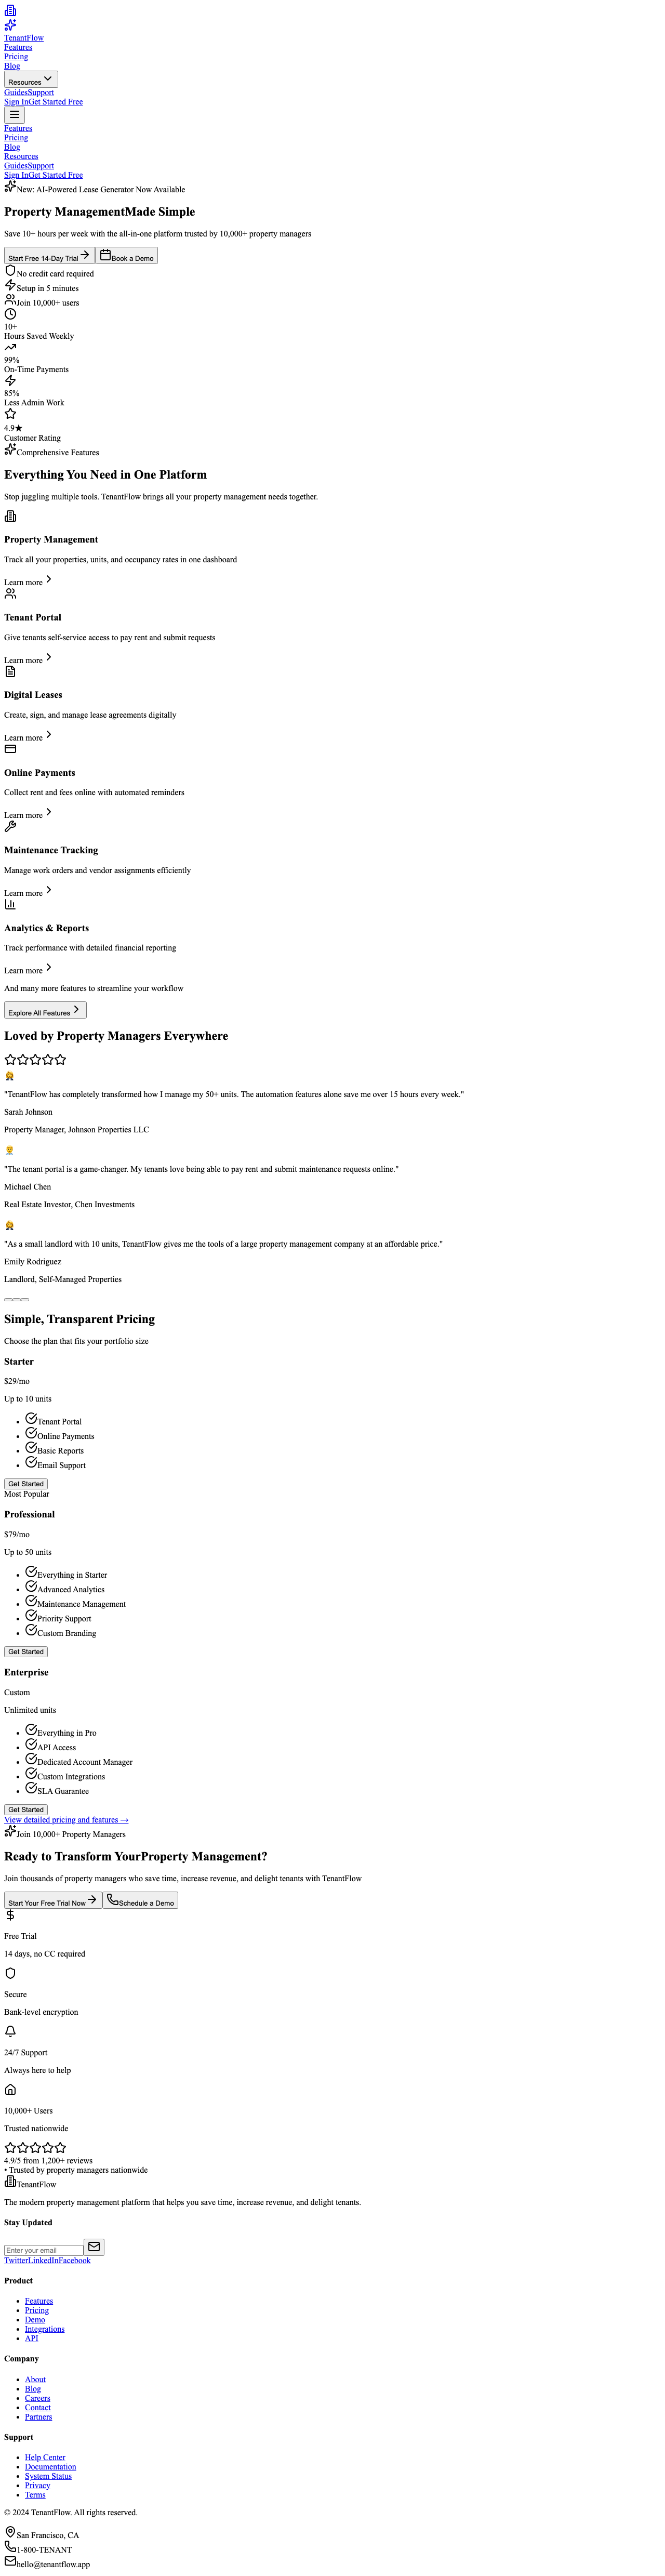 TenantFlow
Features
Pricing
Blog
Resources
GuidesSupport
Sign InGet Started Free
Features
Pricing
Blog
Resources
GuidesSupport
Sign InGet Started Free
New: AI-Powered Lease Generator Now Available
Property ManagementMade Simple
Save 10+ hours per week with the all-in-one platform trusted by 10,000+ property managers
Start Free 14-Day Trial Book a Demo
No credit card required
Setup in 5 minutes
Join 10,000+ users
10+
Hours Saved Weekly
99%
On-Time Payments
85%
Less Admin Work
4.9★
Customer Rating
Comprehensive Features
Everything You Need in One Platform
Stop juggling multiple tools. TenantFlow brings all your property management needs together.
Property Management
Track all your properties, units, and occupancy rates in one dashboard
Learn more
Tenant Portal
Give tenants self-service access to pay rent and submit requests
Learn more
Digital Leases
Create, sign, and manage lease agreements digitally
Learn more
Online Payments
Collect rent and fees online with automated reminders
Learn more
Maintenance Tracking
Manage work orders and vendor assignments efficiently
Learn more
Analytics & Reports
Track performance with detailed financial reporting
Learn more
And many more features to streamline your workflow
Explore All Features
Loved by Property Managers Everywhere
"TenantFlow has completely transformed how I manage my 50+ units. The automation features alone save me over 15 hours every week."
Sarah Johnson
Property Manager, Johnson Properties LLC
"The tenant portal is a game-changer. My tenants love being able to pay rent and submit maintenance requests online."
Michael Chen
Real Estate Investor, Chen Investments
"As a small landlord with 10 units, TenantFlow gives me the tools of a large property management company at an affordable price."
Emily Rodriguez
Landlord, Self-Managed Properties
Simple, Transparent Pricing
Choose the plan that fits your portfolio size
Starter
$29/mo
Up to 10 units
Tenant Portal
Online Payments
Basic Reports
Email Support
Get Started
Most Popular
Professional
$79/mo
Up to 50 units
Everything in Starter
Advanced Analytics
Maintenance Management
Priority Support
Custom Branding
Get Started
Enterprise
Custom
Unlimited units
Everything in Pro
API Access
Dedicated Account Manager
Custom Integrations
SLA Guarantee
Get Started
View detailed pricing and features →
Join 10,000+ Property Managers
Ready to Transform YourProperty Management?
Join thousands of property managers who save time, increase revenue, and delight tenants with TenantFlow
Start Your Free Trial Now Schedule a Demo
Free Trial
14 days, no CC required
Secure
Bank-level encryption
24/7 Support
Always here to help
10,000+ Users
Trusted nationwide
4.9/5 from 1,200+ reviews
• Trusted by property managers nationwide
TenantFlow
The modern property management platform that helps you save time, increase revenue, and delight tenants.
Stay Updated
Enter your email
TwitterLinkedInFacebook
Product
Features
Pricing
Demo
Integrations
API
Company
About
Blog
Careers
Contact
Partners
Support
Help Center
Documentation
System Status
Privacy
Terms
© 2024 TenantFlow. All rights reserved.
San Francisco, CA
1-800-TENANT
hello@tenantflow.app